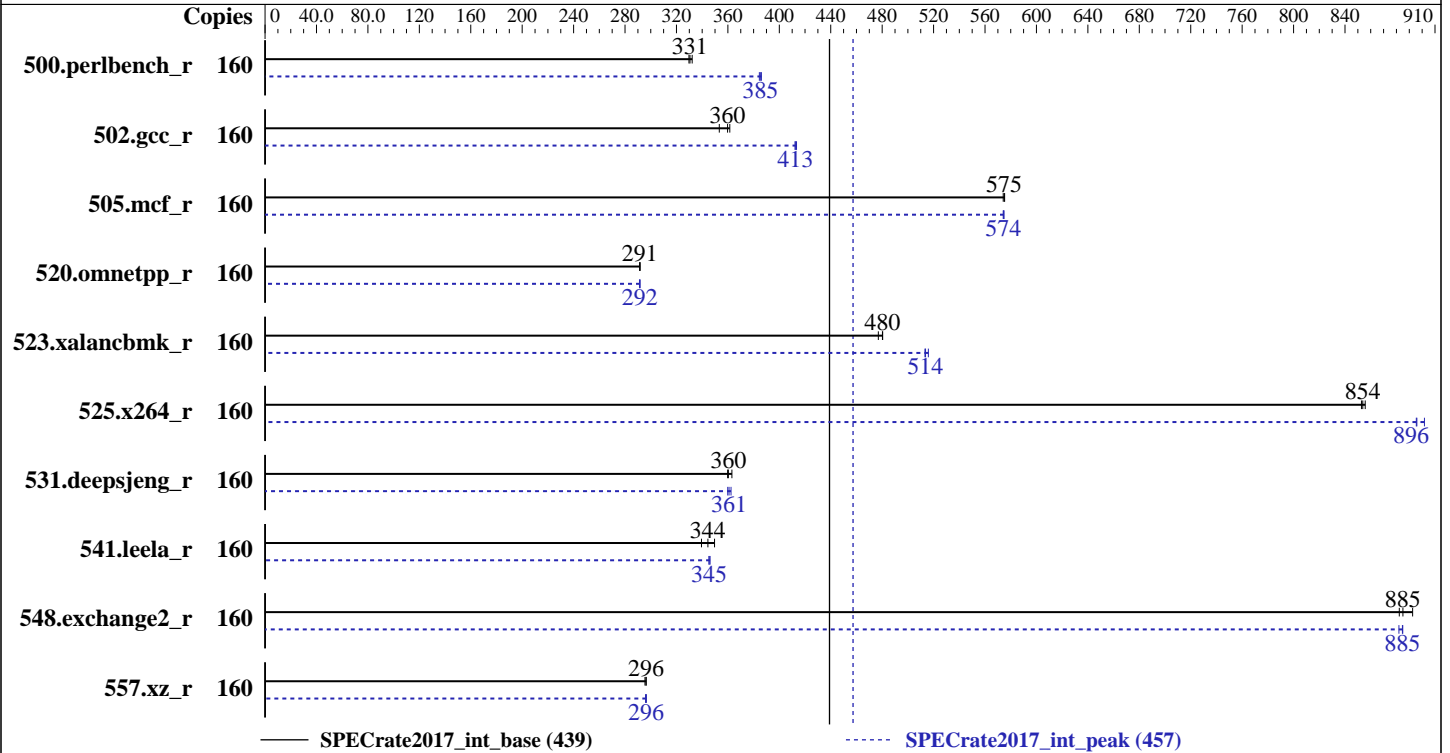 Copies 0 40.0 80.0 120 160 200 240 280 320 360 400 440 480 520 560 600 640 680 720 760 800 840 910
331
500.perlbench_r 160
385
360
502.gcc_r 160
413
575
505.mcf_r 160
574
291
520.omnetpp_r 160
292
480
523.xalancbmk_r 160
514
854
525.x264_r 160
896
360
531.deepsjeng_r 160
361
344
541.leela_r 160
345
885
548.exchange2_r 160
885
296
557.xz_r 160
296
SPECrate2017_int_base (439) SPECrate2017_int_peak (457)